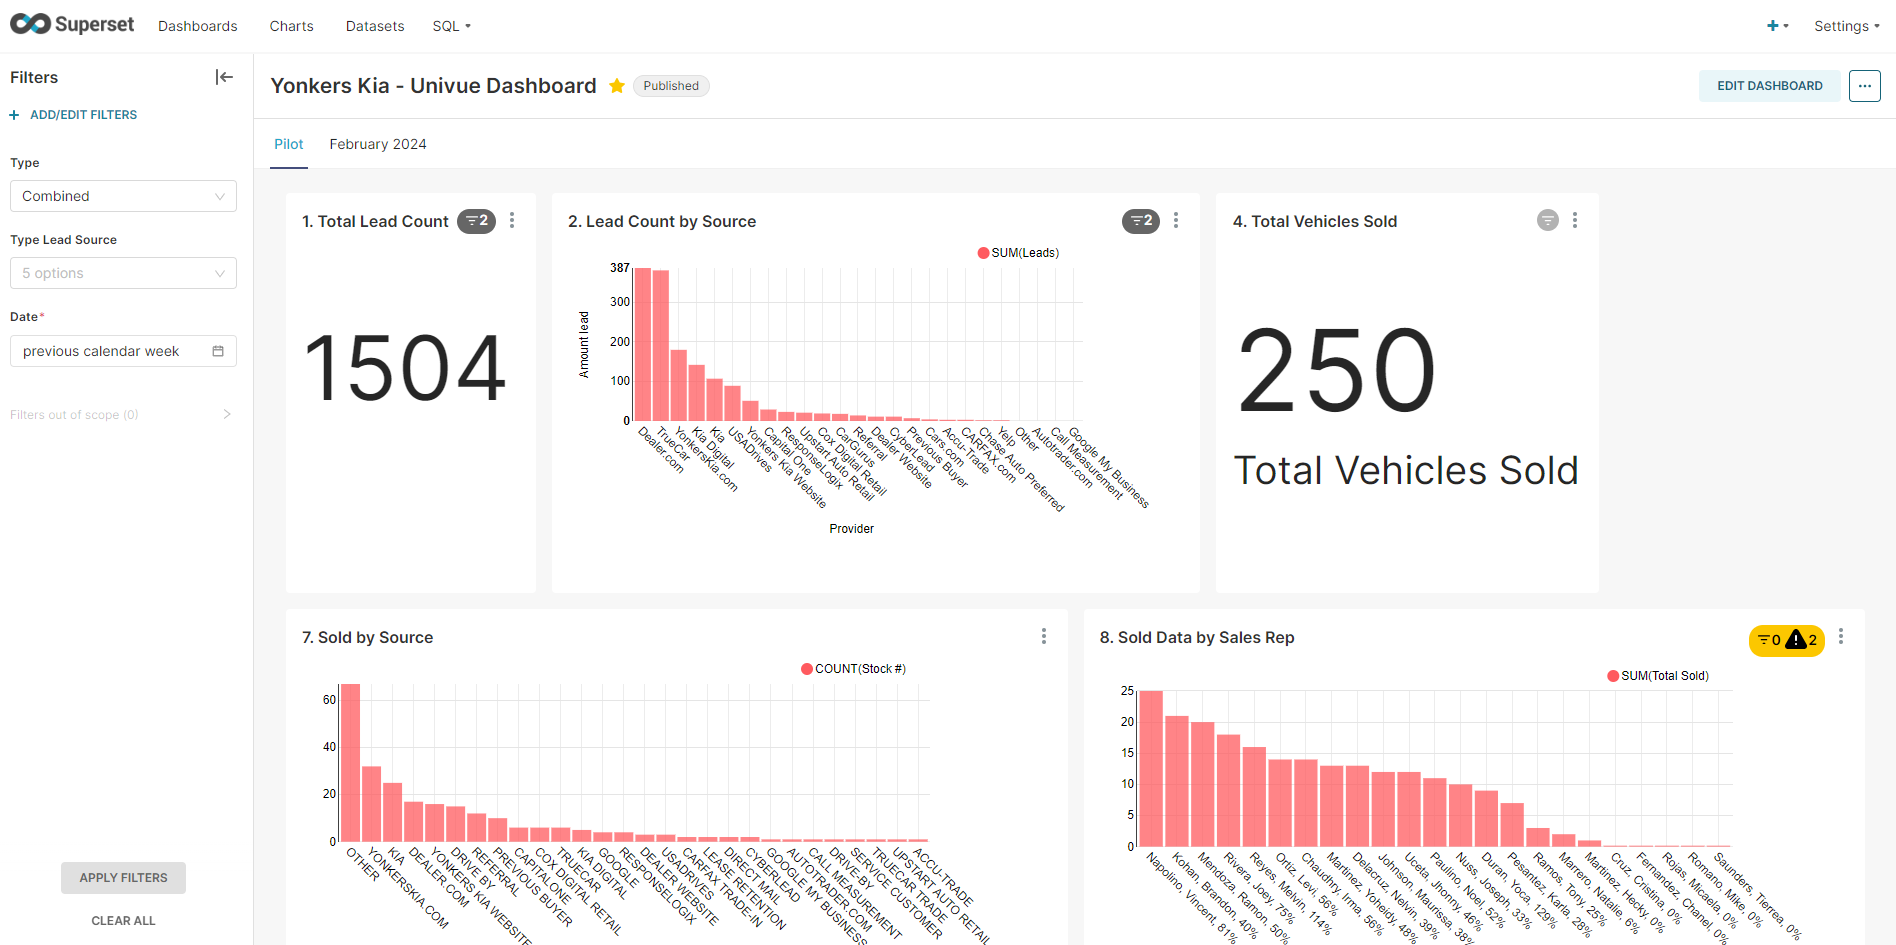 Superset
Dashboards
Charts
Datasets
SQL
Settings
Filters
ADD/EDIT FILTERS
Type
Combined
Type Lead Source
5 options
Date*
previous calendar week
Filters out of scope (0)
APPLY FILTERS
CLEAR ALL
Yonkers Kia - Univue Dashboard
Published
EDIT DASHBOARD
Pilot
February 2024
1. Total Lead Count
2
1504
2. Lead Count by Source
2
SUM(Leads)
387
300
200
100
0
Amount lead
Dealer.com
TrueCar
YonkersKia.com
Kia Digital
Kia
USADrives
Yonkers Kia Website
Capital One
ResponseLogix
Upstart Auto Retail
Cox Digital Retail
CarGurus
Referral
Dealer Website
CyberLead
Previous Buyer
Cars.com
Accu-Trade
CARFAX.com
Chase Auto Preferred
Yelp
Other
Autotrader.com
Call Measurement
Google My Business
Provider
4. Total Vehicles Sold
250
Total Vehicles Sold
7. Sold by Source
COUNT(Stock #)
60
40
20
0
OTHER
YONKERSKIA.COM
KIA
DEALER.COM
YONKERS KIA WEBSITE
DRIVE BY
REFERRAL
PREVIOUS BUYER
CAPITALONE
COX DIGITAL RETAIL
TRUECAR
KIA DIGITAL
GOOGLE
RESPONSELOGIX
DEALER WEBSITE
USADRIVES
CARFAX TRADE-IN
LEASE RETENTION
DIRECT MAIL
CYBERLEAD
GOOGLE MY BUSINESS
AUTOTRADER.COM
CALL MEASUREMENT
DRIVE-BY
SERVICE CUSTOMER
TRUECAR TRADE
UPSTART AUTO RETAIL
ACCU-TRADE
8. Sold Data by Sales Rep
0
2
SUM(Total Sold)
25
20
15
10
5
0
Napolino, Vincent, 81%
Kohan, Brandon, 40%
Mendoza, Ramon, 50%
Rivera, Joey, 75%
Reyes, Melvin, 114%
Ortiz, Levi, 56%
Chaudhry, Irma, 56%
Martinez, Yoheidy, 48%
Delacruz, Nelvin, 39%
Johnson, Maurissa, 38%
Uceta, Jhonny, 46%
Paulino, Noel, 52%
Nuss, Joseph, 33%
Duran, Yoca, 129%
Pesantez, Karla, 28%
Ramos, Tony, 25%
Marrero, Natalie, 6%
Martinez, Hecky, 0%
Cruz, Cristina, 0%
Fernandez, Chanel, 0%
Rojas, Micaela, 0%
Romano, Mike, 0%
Saunders, Tierrea, 0%